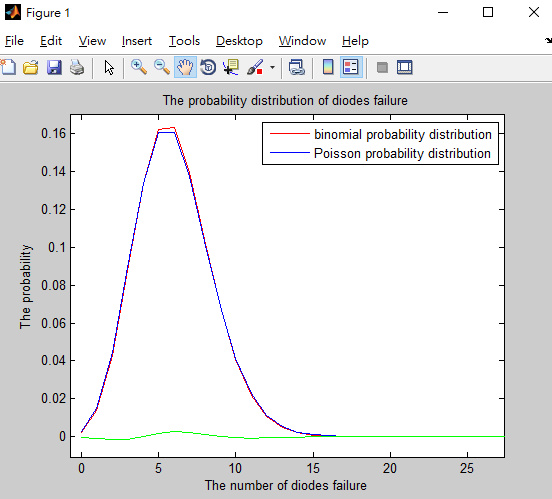 Figure 1
File Edit View Insert Tools Desktop Window Help
The probability distribution of diodes failure
binomial probability distribution
Poisson probability distribution
0.16
0.14
0.12
0.1
0.08
0.06
0.04
0.02
0
The probability
0 5 10 15 20 25
The number of diodes failure